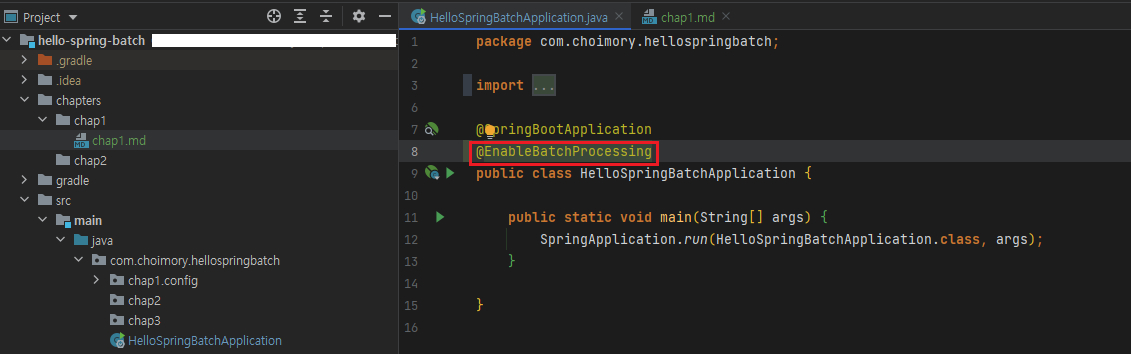 Project
hello-spring-batch
.gradle
.idea
chapters
chap1
chap1.md
chap2
gradle
src
main
java
com.choimory.hellospringbatch
chap1.config
chap2
chap3
HelloSpringBatchApplication
HelloSpringBatchApplication.java
chap1.md
1 package com.choimory.hellospringbatch;
2
3 import ...
6
7 @SpringBootApplication
8 @EnableBatchProcessing
9 public class HelloSpringBatchApplication {
10
11 public static void main(String[] args) {
12 SpringApplication.run(HelloSpringBatchApplication.class, args);
13 }
14
15 }
16